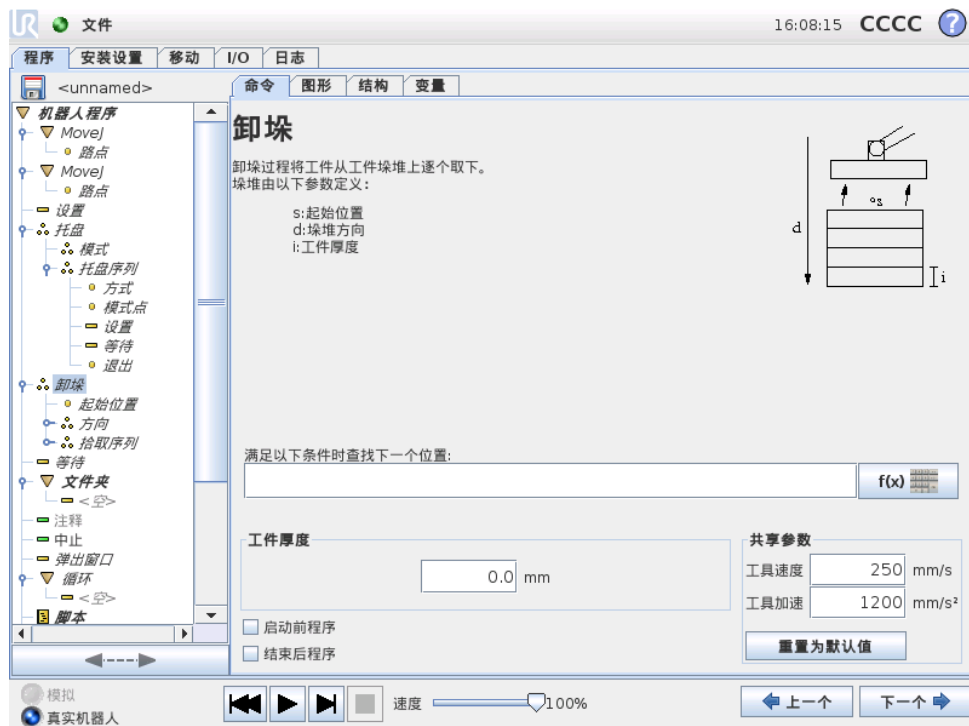 UR 文件 16:08:15 CCCC ?
程序 安装设置 移动 I/O 日志
<unnamed>
命令 图形 结构 变量
机器人程序
MoveJ
路点
MoveJ
路点
设置
托盘
模式
托盘序列
方式
模式点
设置
等待
退出
卸垛
起始位置
方向
拾取序列
等待
文件夹
<空>
注释
中止
弹出窗口
循环
<空>
脚本
卸垛
卸垛过程将工件从工件垛堆上逐个取下。
垛堆由以下参数定义:
s:起始位置
d:垛堆方向
i:工件厚度
s
d
i
满足以下条件时查找下一个位置:
f(x)
工件厚度
0.0 mm
启动前程序
结束后程序
共享参数
工具速度 250 mm/s
工具加速 1200 mm/s²
重置为默认值
模拟
真实机器人
速度 100%
上一个 下一个